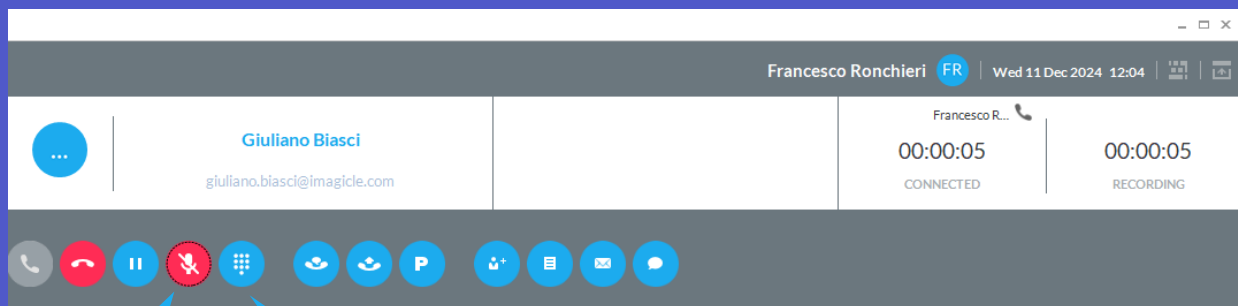 Francesco Ronchieri FR Wed 11 Dec 2024 12:04
Francesco R...
... Giuliano Biasci 00:00:05 00:00:05
giuliano.biasci@imagicle.com CONNECTED RECORDING
P